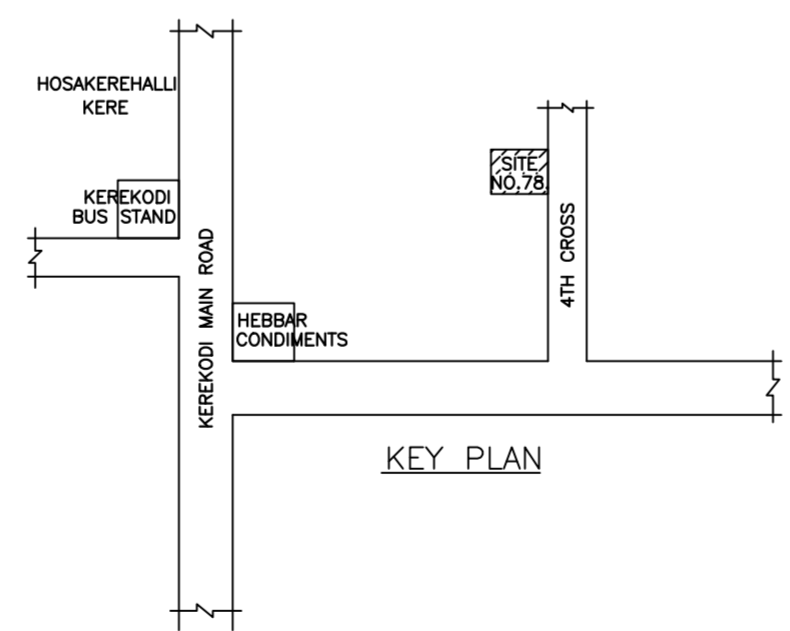 HOSAKEREHALLI
KERE
KEREKODI
BUS STAND
KEREKODI MAIN ROAD
HEBBAR
CONDIMENTS
SITE
NO.78
4TH CROSS
KEY PLAN